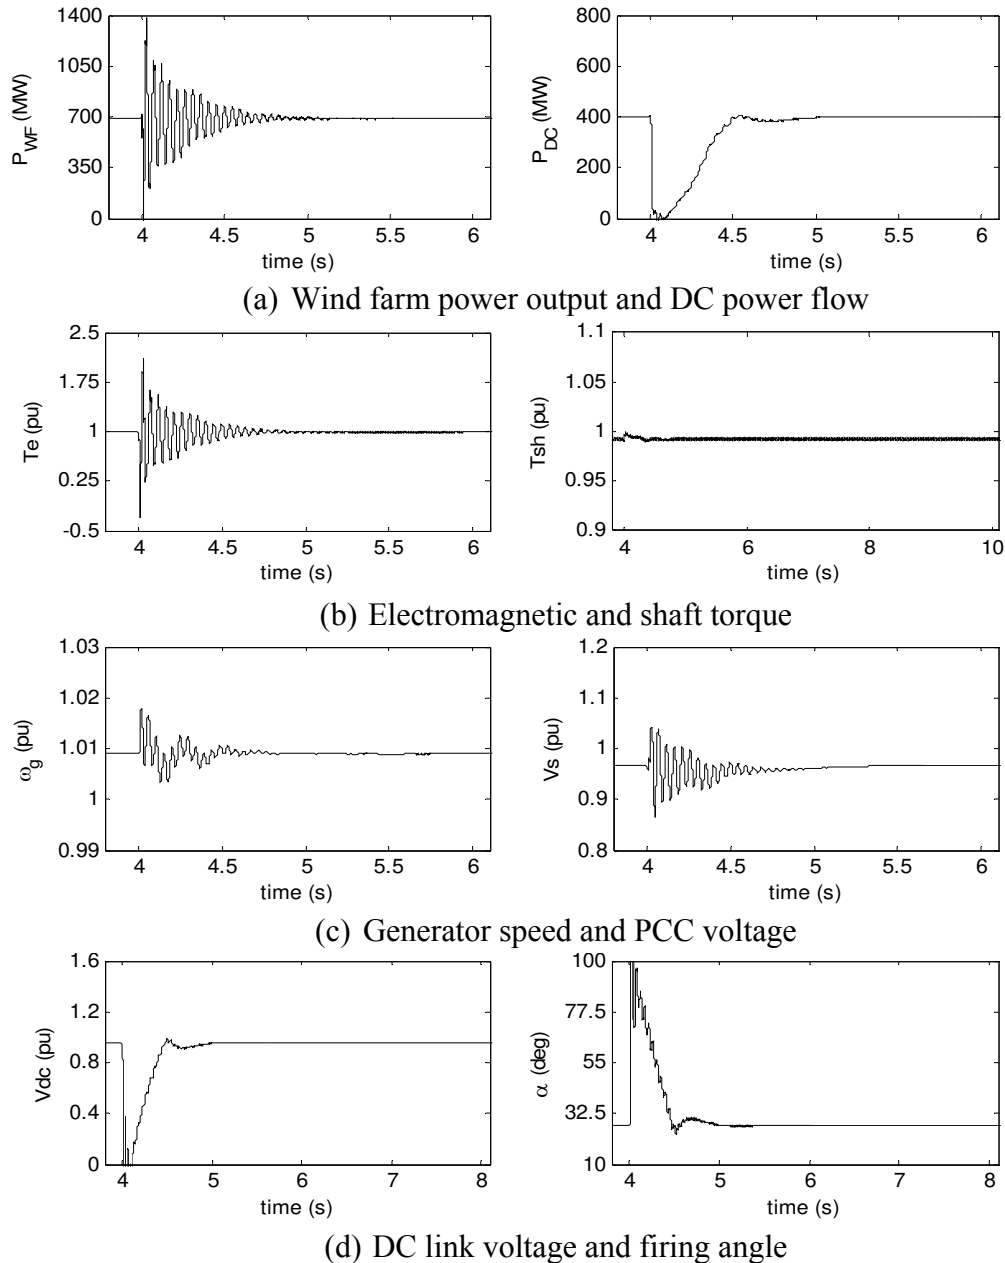 1400
1050
700
350
0
P_WF (MW)
4 4.5 5 5.5 6
time (s)
800
600
400
200
0
P_DC (MW)
4 4.5 5 5.5 6
time (s)
(a) Wind farm power output and DC power flow
2.5
1.75
1
0.25
-0.5
Te (pu)
4 4.5 5 5.5 6
time (s)
1.1
1.05
1
0.95
0.9
Tsh (pu)
4 6 8 10
time (s)
(b) Electromagnetic and shaft torque
1.03
1.02
1.01
1
0.99
ω_g (pu)
4 4.5 5 5.5 6
time (s)
1.2
1.1
1
0.9
0.8
Vs (pu)
4 4.5 5 5.5 6
time (s)
(c) Generator speed and PCC voltage
1.6
1.2
0.8
0.4
0
Vdc (pu)
4 5 6 7 8
time (s)
100
77.5
55
32.5
10
α (deg)
4 5 6 7 8
time (s)
(d) DC link voltage and firing angle